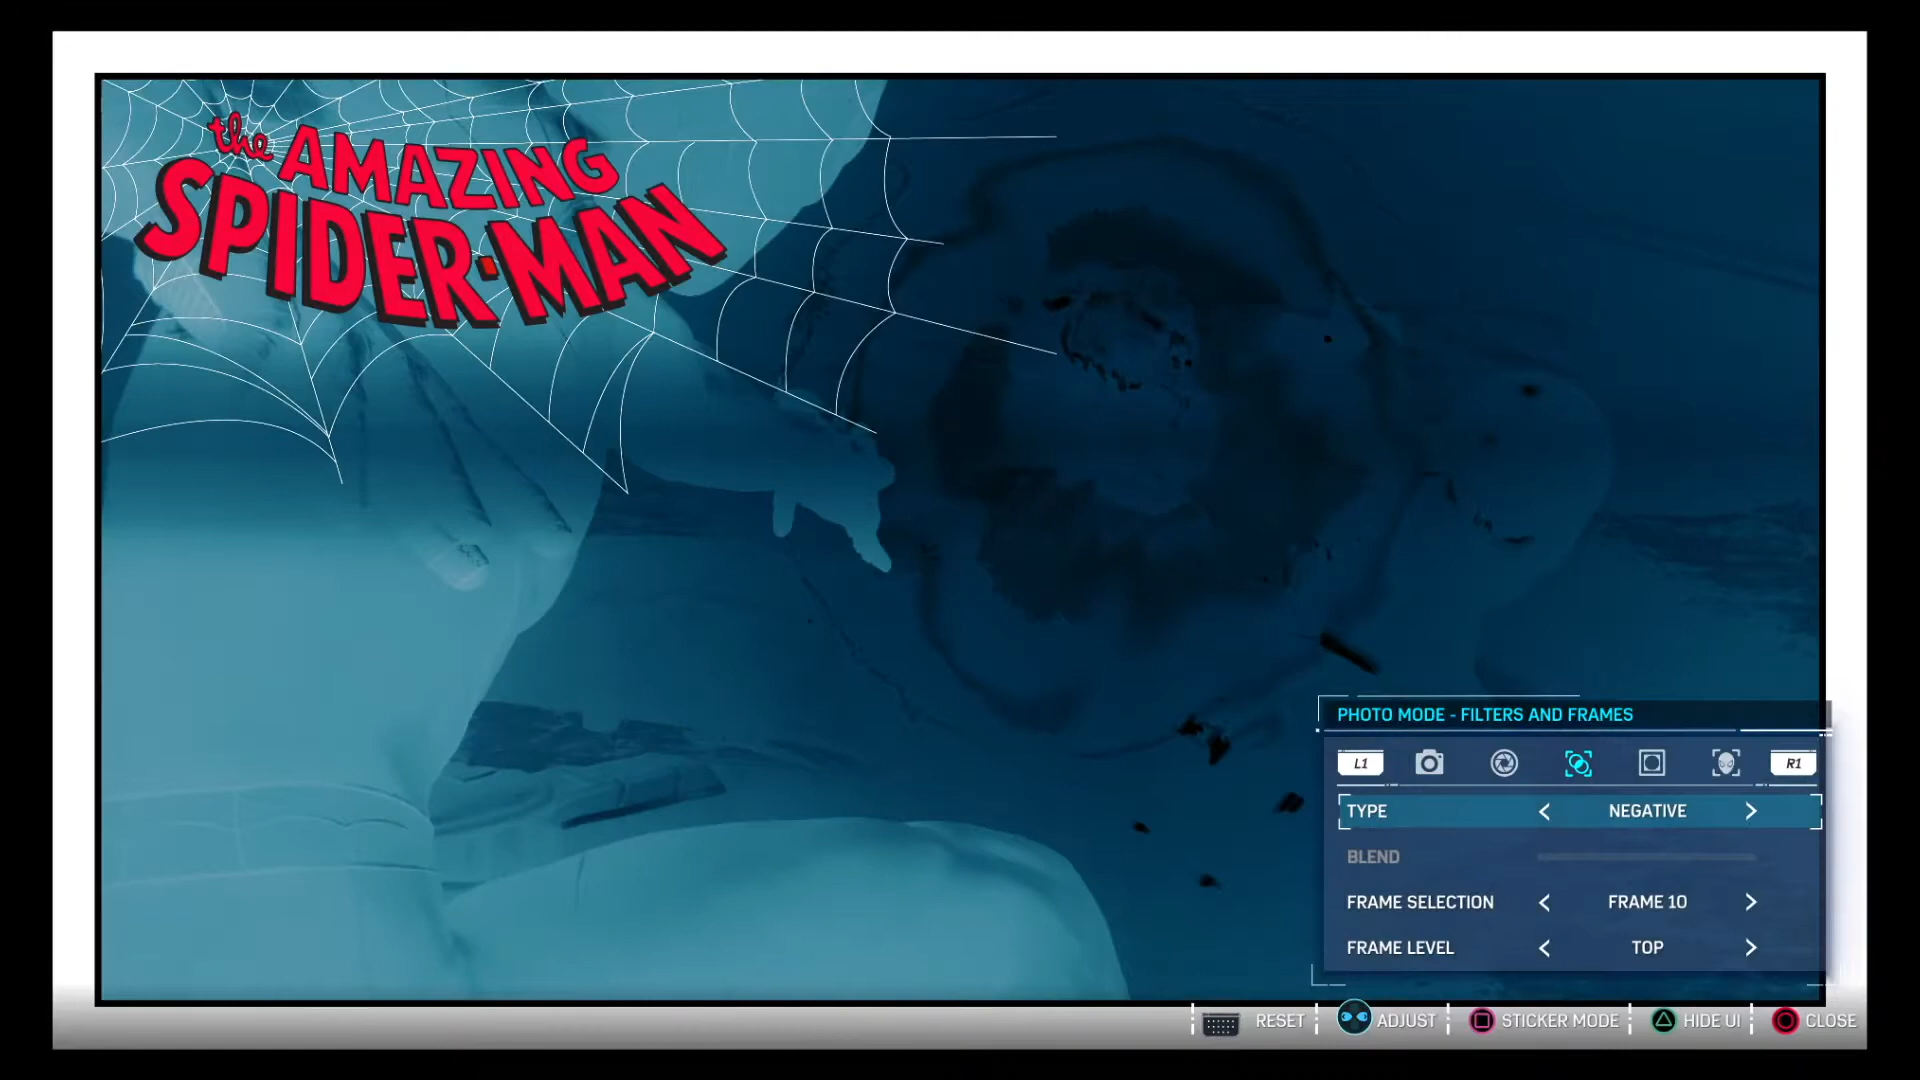 the AMAZING
SPIDER-MAN
PHOTO MODE - FILTERS AND FRAMES
L1 R1
TYPE < NEGATIVE >
BLEND
FRAME SELECTION < FRAME 10 >
FRAME LEVEL < TOP >
RESET ADJUST STICKER MODE HIDE UI CLOSE